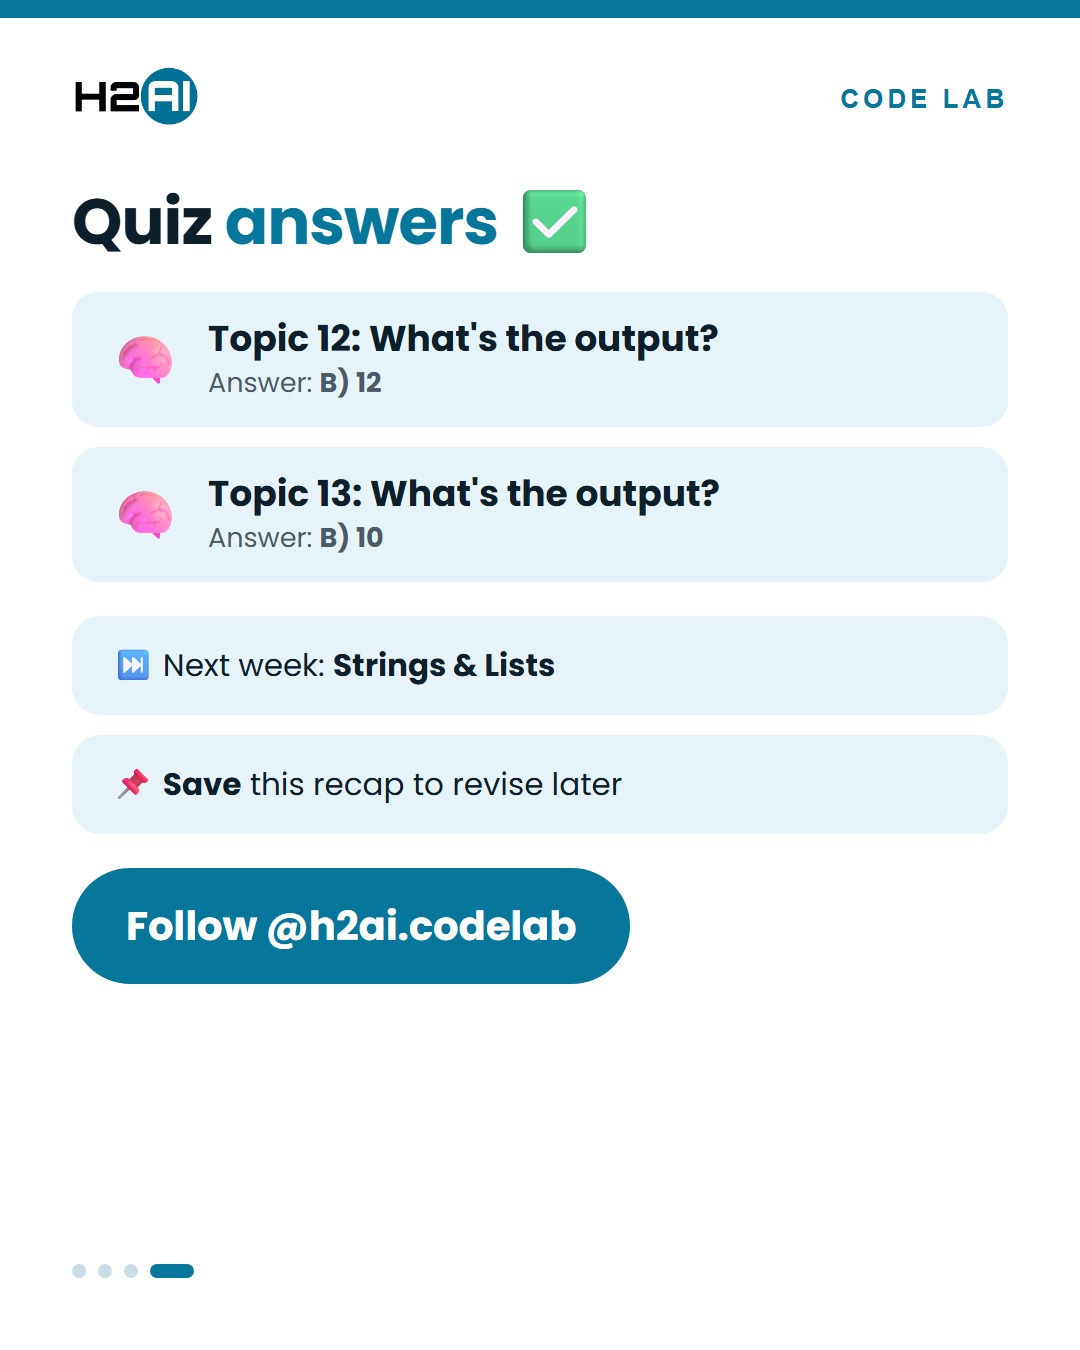 H2AI
CODE LAB
Quiz answers ✅
Topic 12: What's the output?
Answer: B) 12
Topic 13: What's the output?
Answer: B) 10
Next week: Strings & Lists
Save this recap to revise later
Follow @h2ai.codelab